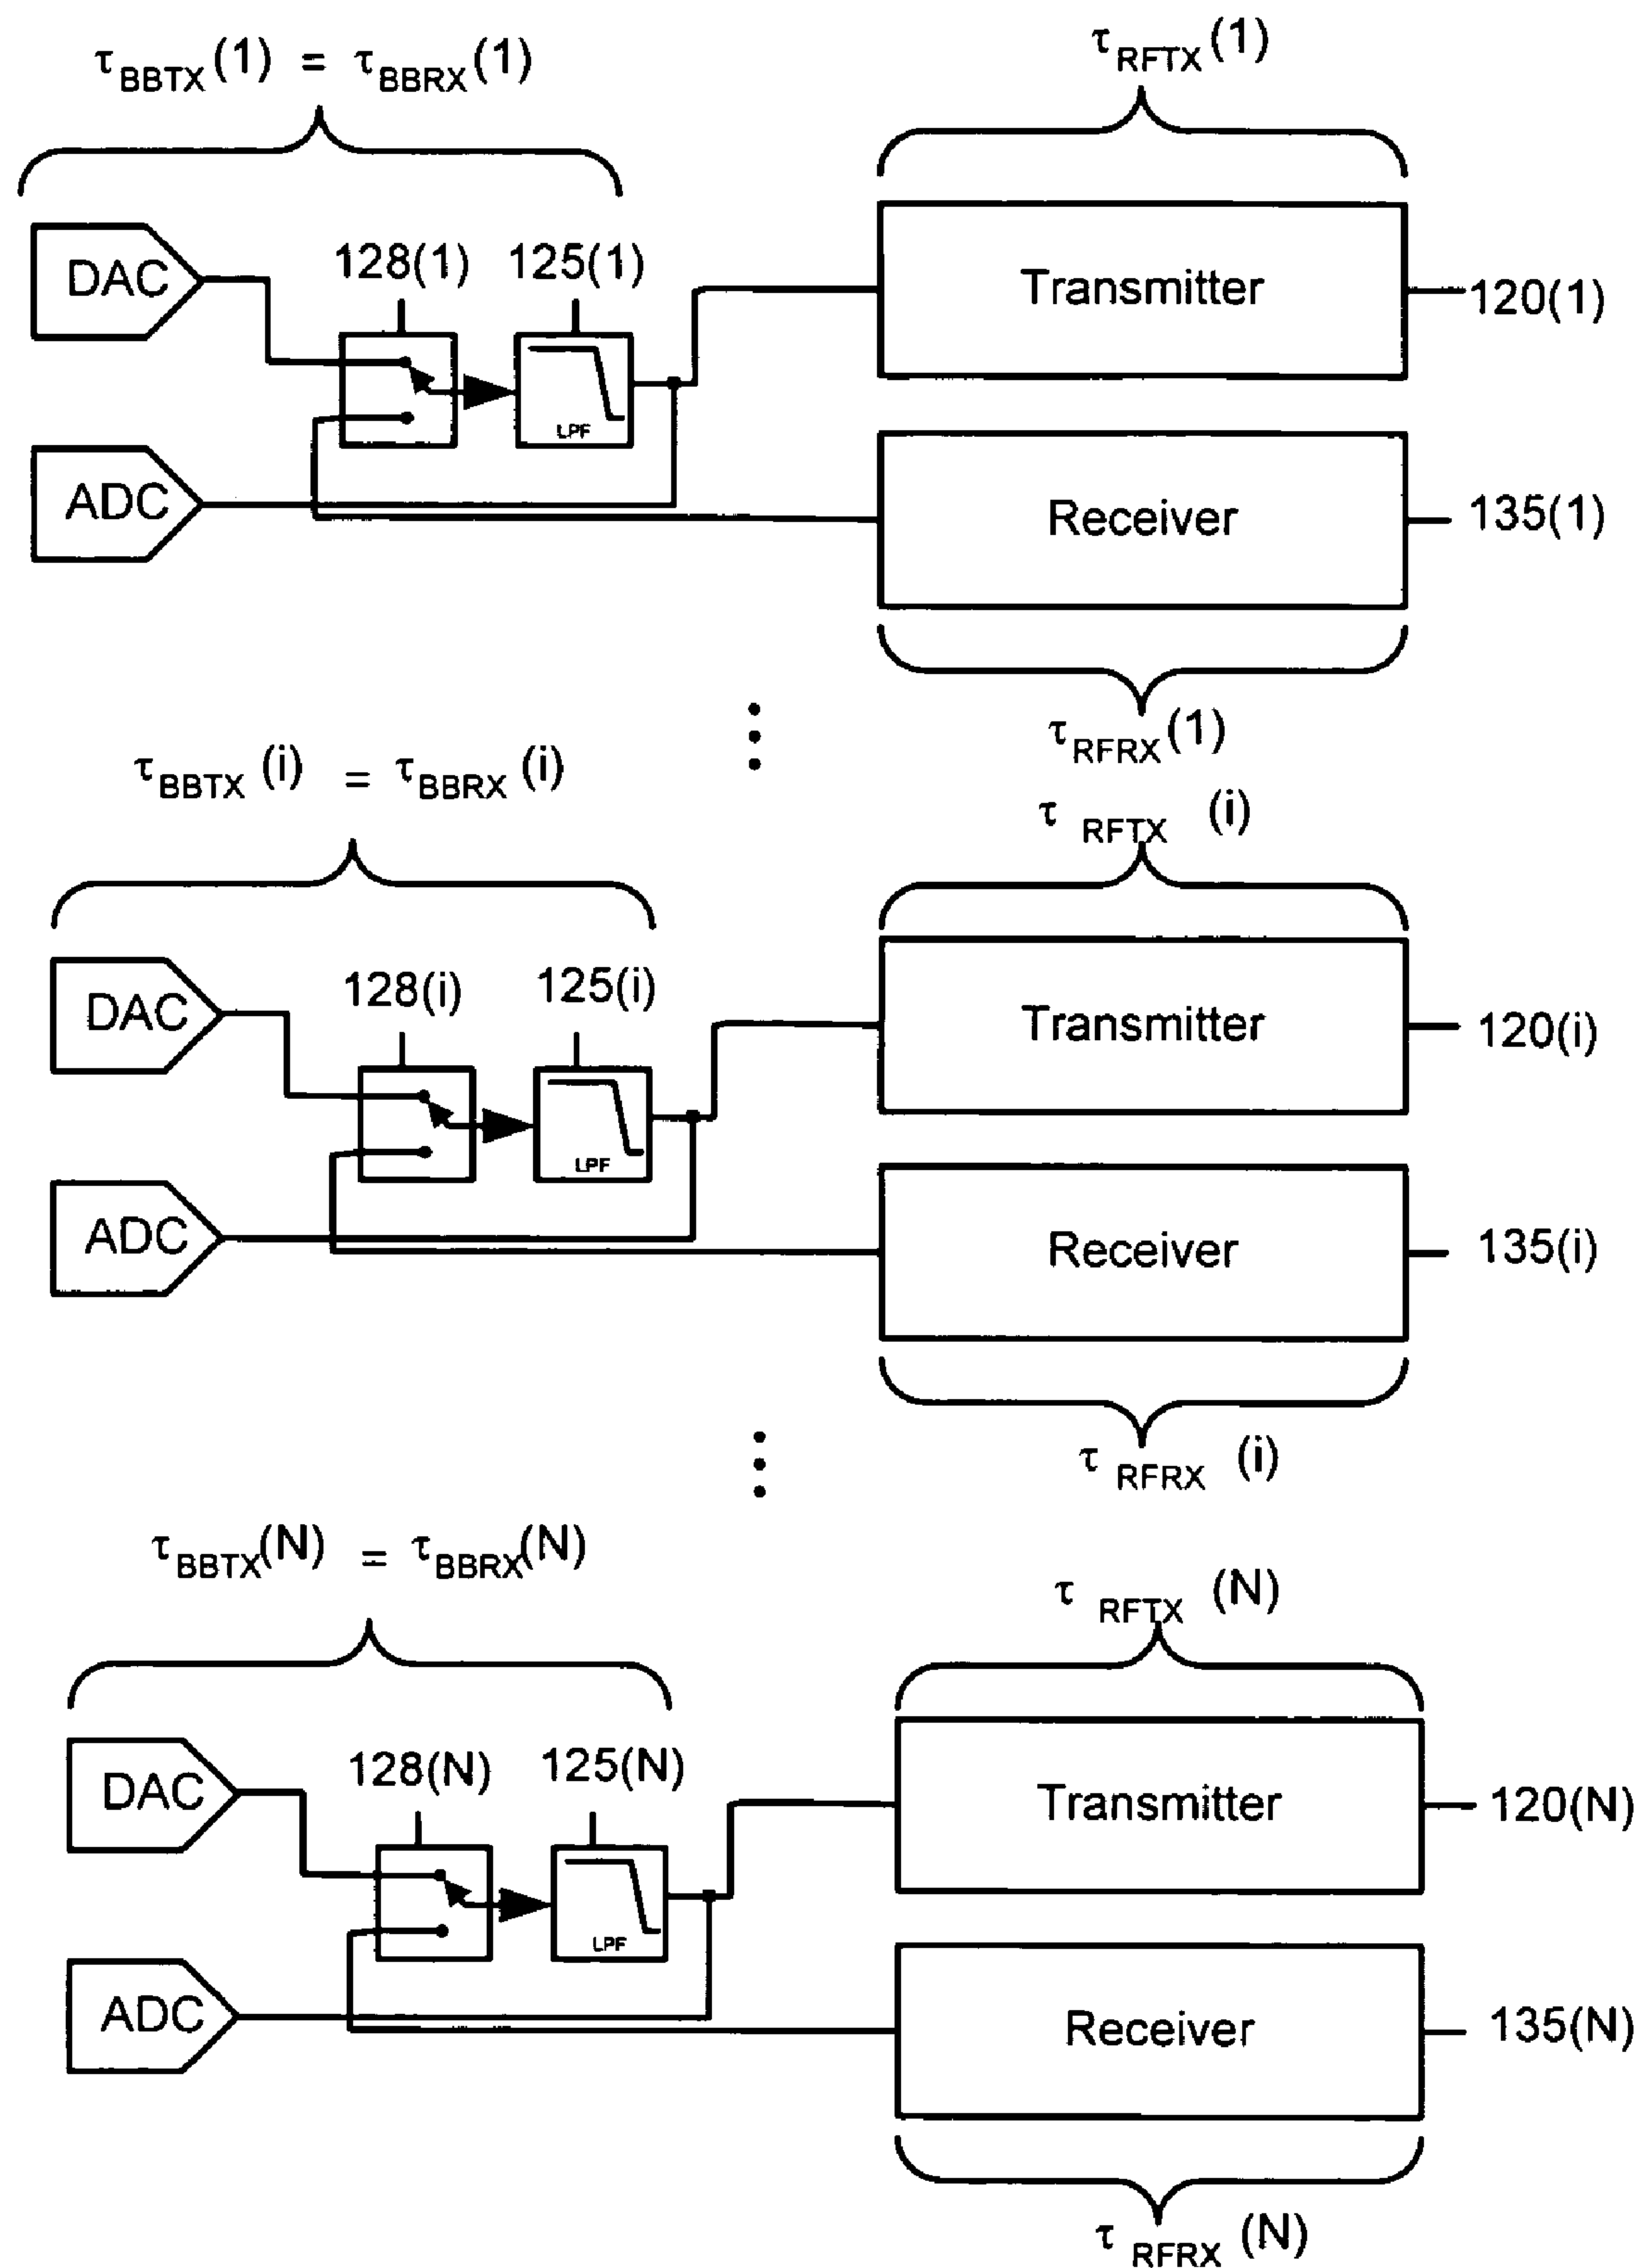 τBBTX(1) = τBBRX(1)
τRFTX(1)
DAC
128(1)
125(1)
LPF
Transmitter
120(1)
ADC
Receiver
135(1)
τRFRX(1)
τBBTX (i) = τBBRX (i)
τ RFTX (i)
DAC
128(i)
125(i)
LPF
Transmitter
120(i)
ADC
Receiver
135(i)
τ RFRX (i)
τBBTX(N) = τBBRX(N)
τ RFTX (N)
DAC
128(N)
125(N)
LPF
Transmitter
120(N)
ADC
Receiver
135(N)
τ RFRX (N)